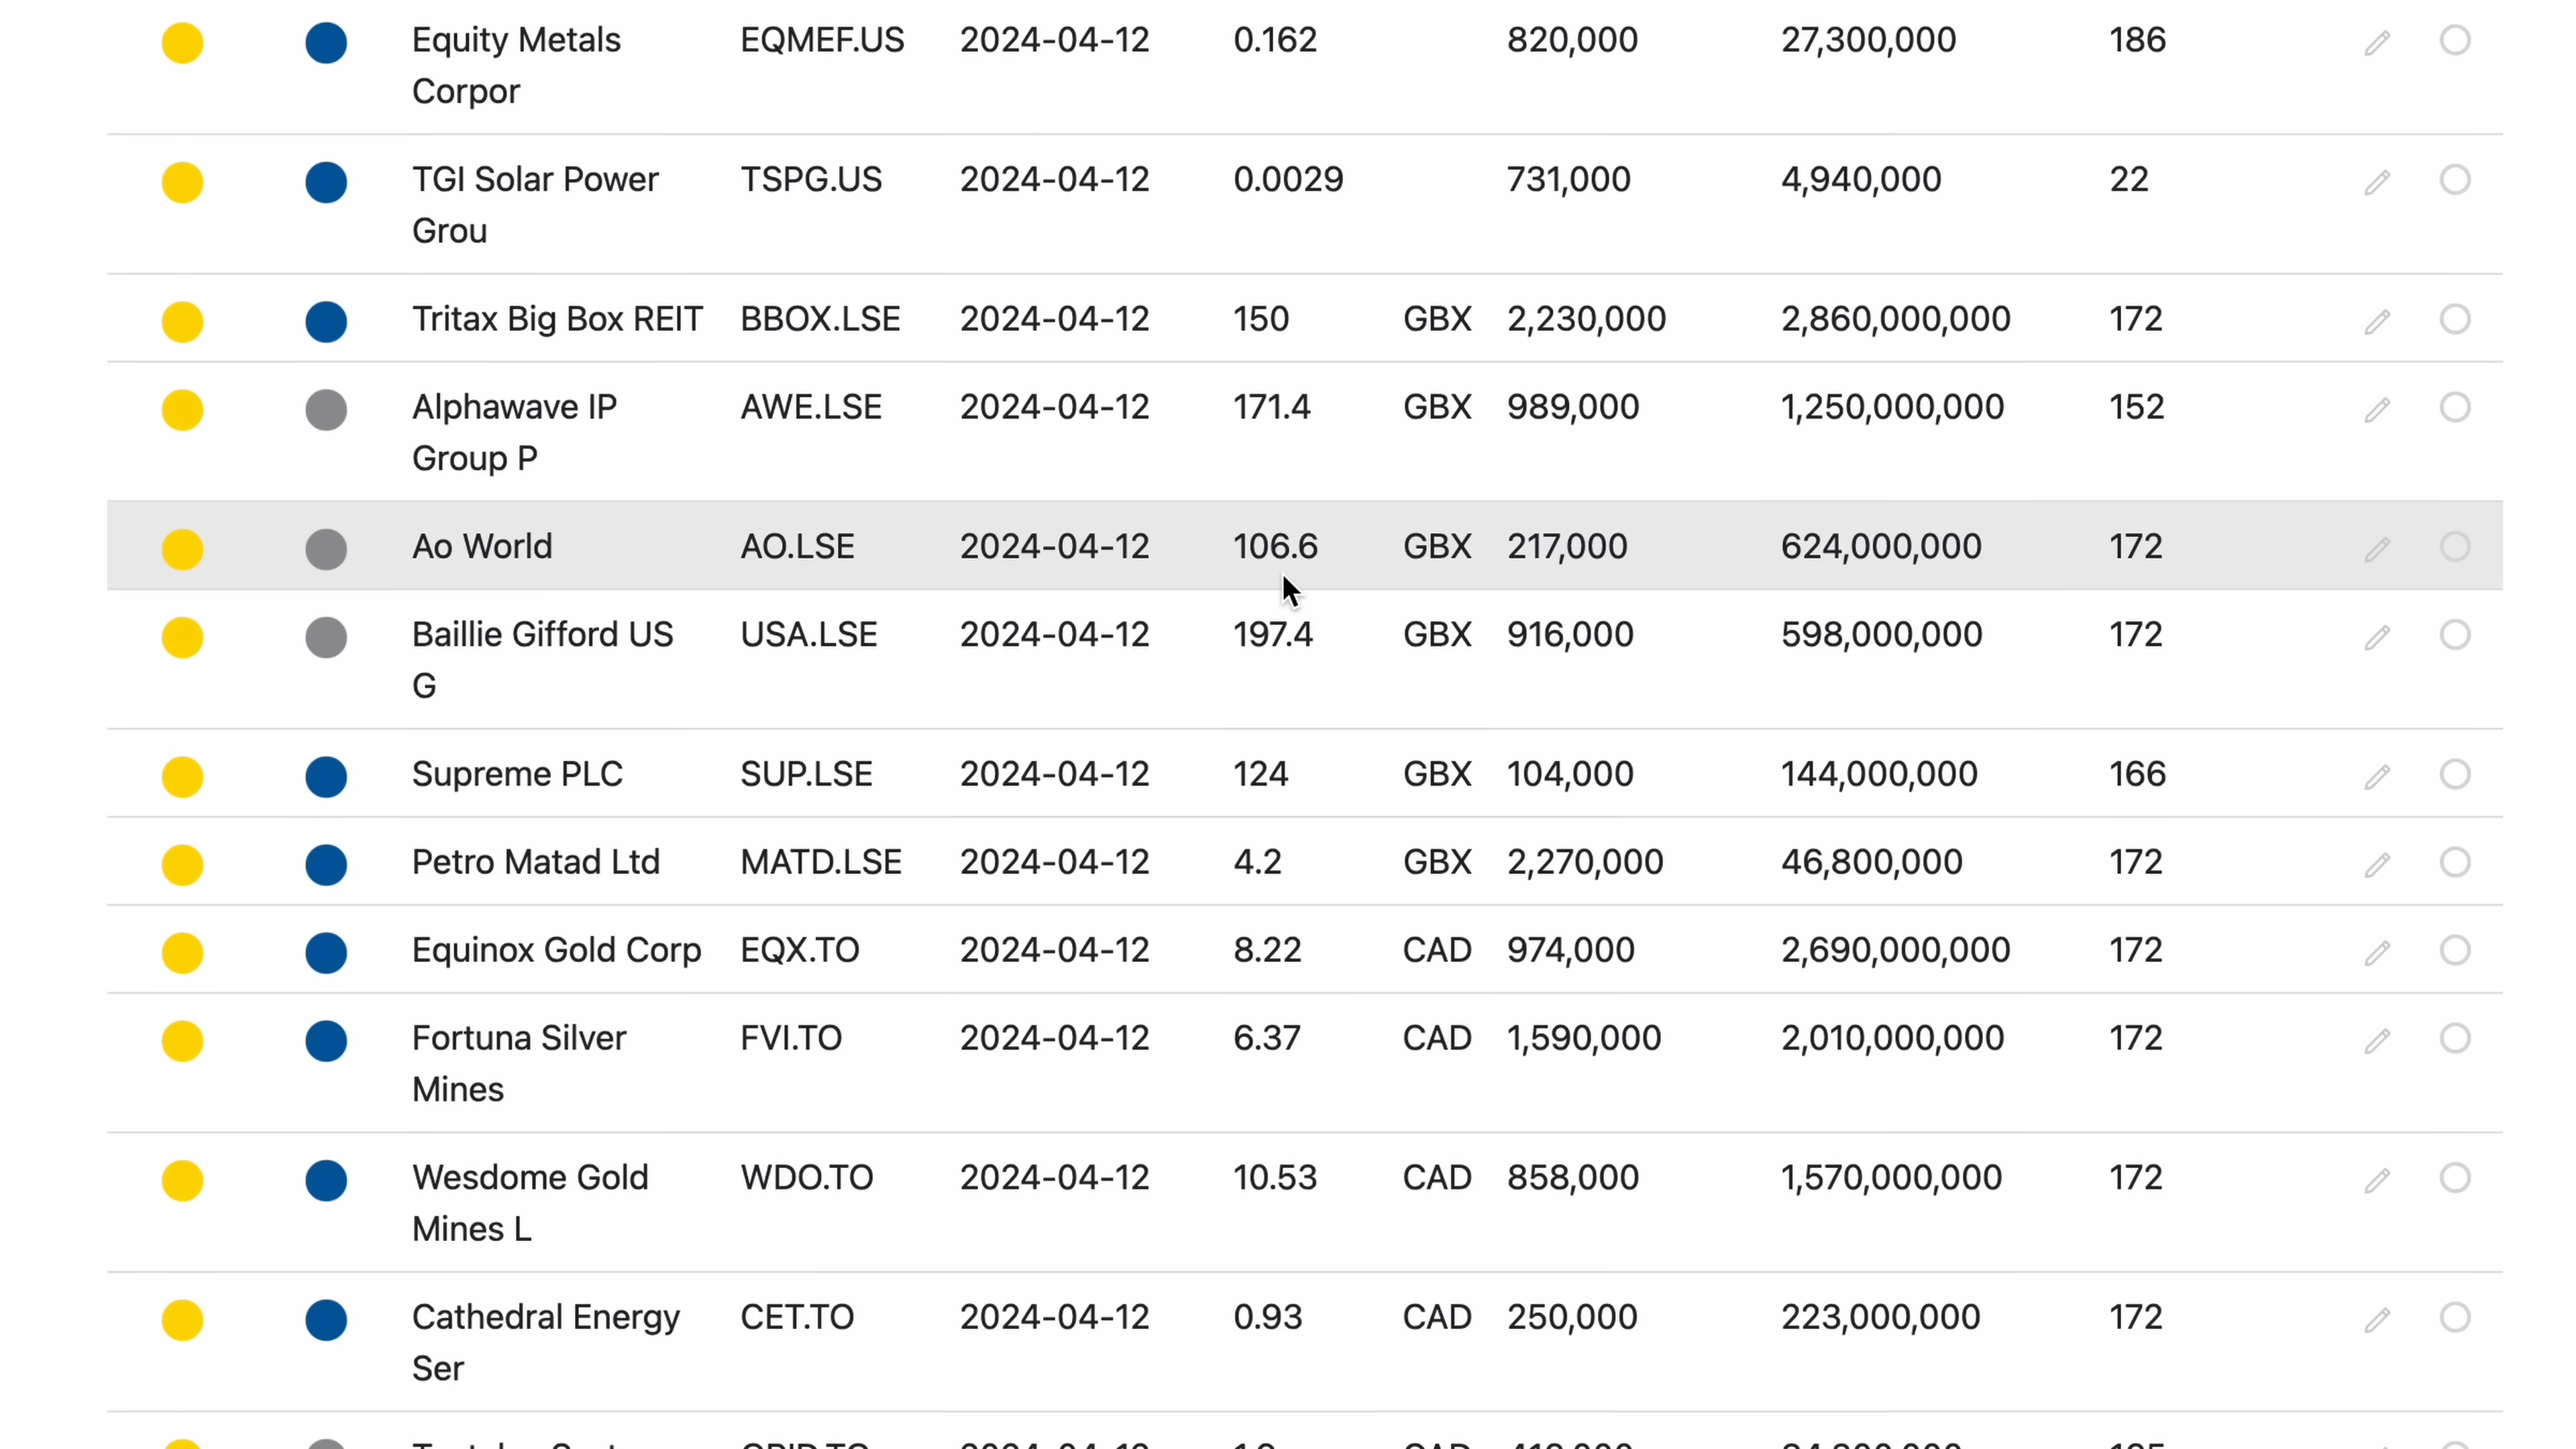 Equity Metals EQMEF.US 2024-04-12 0.162 820,000 27,300,000 186
Corpor
TGI Solar Power TSPG.US 2024-04-12 0.0029 731,000 4,940,000 22
Grou
Tritax Big Box REIT BBOX.LSE 2024-04-12 150 GBX 2,230,000 2,860,000,000 172
Alphawave IP AWE.LSE 2024-04-12 171.4 GBX 989,000 1,250,000,000 152
Group P
Ao World AO.LSE 2024-04-12 106.6 GBX 217,000 624,000,000 172
Baillie Gifford US USA.LSE 2024-04-12 197.4 GBX 916,000 598,000,000 172
G
Supreme PLC SUP.LSE 2024-04-12 124 GBX 104,000 144,000,000 166
Petro Matad Ltd MATD.LSE 2024-04-12 4.2 GBX 2,270,000 46,800,000 172
Equinox Gold Corp EQX.TO 2024-04-12 8.22 CAD 974,000 2,690,000,000 172
Fortuna Silver FVI.TO 2024-04-12 6.37 CAD 1,590,000 2,010,000,000 172
Mines
Wesdome Gold WDO.TO 2024-04-12 10.53 CAD 858,000 1,570,000,000 172
Mines L
Cathedral Energy CET.TO 2024-04-12 0.93 CAD 250,000 223,000,000 172
Ser